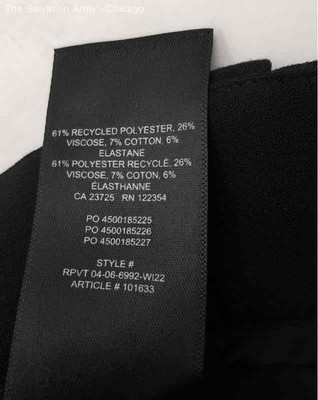 The Salvation Army - Chicago
61% RECYCLED POLYESTER, 26%
VISCOSE, 7% COTTON, 6%
ELASTANE
61% POLYESTER RECYCLÉ, 26%
VISCOSE, 7% COTON, 6%
ÉLASTHANNE
CA 23725 RN 122354
PO 4500185225
PO 4500185226
PO 4500185227
STYLE #
RPVT 04-06-6992-WI22
ARTICLE # 101633